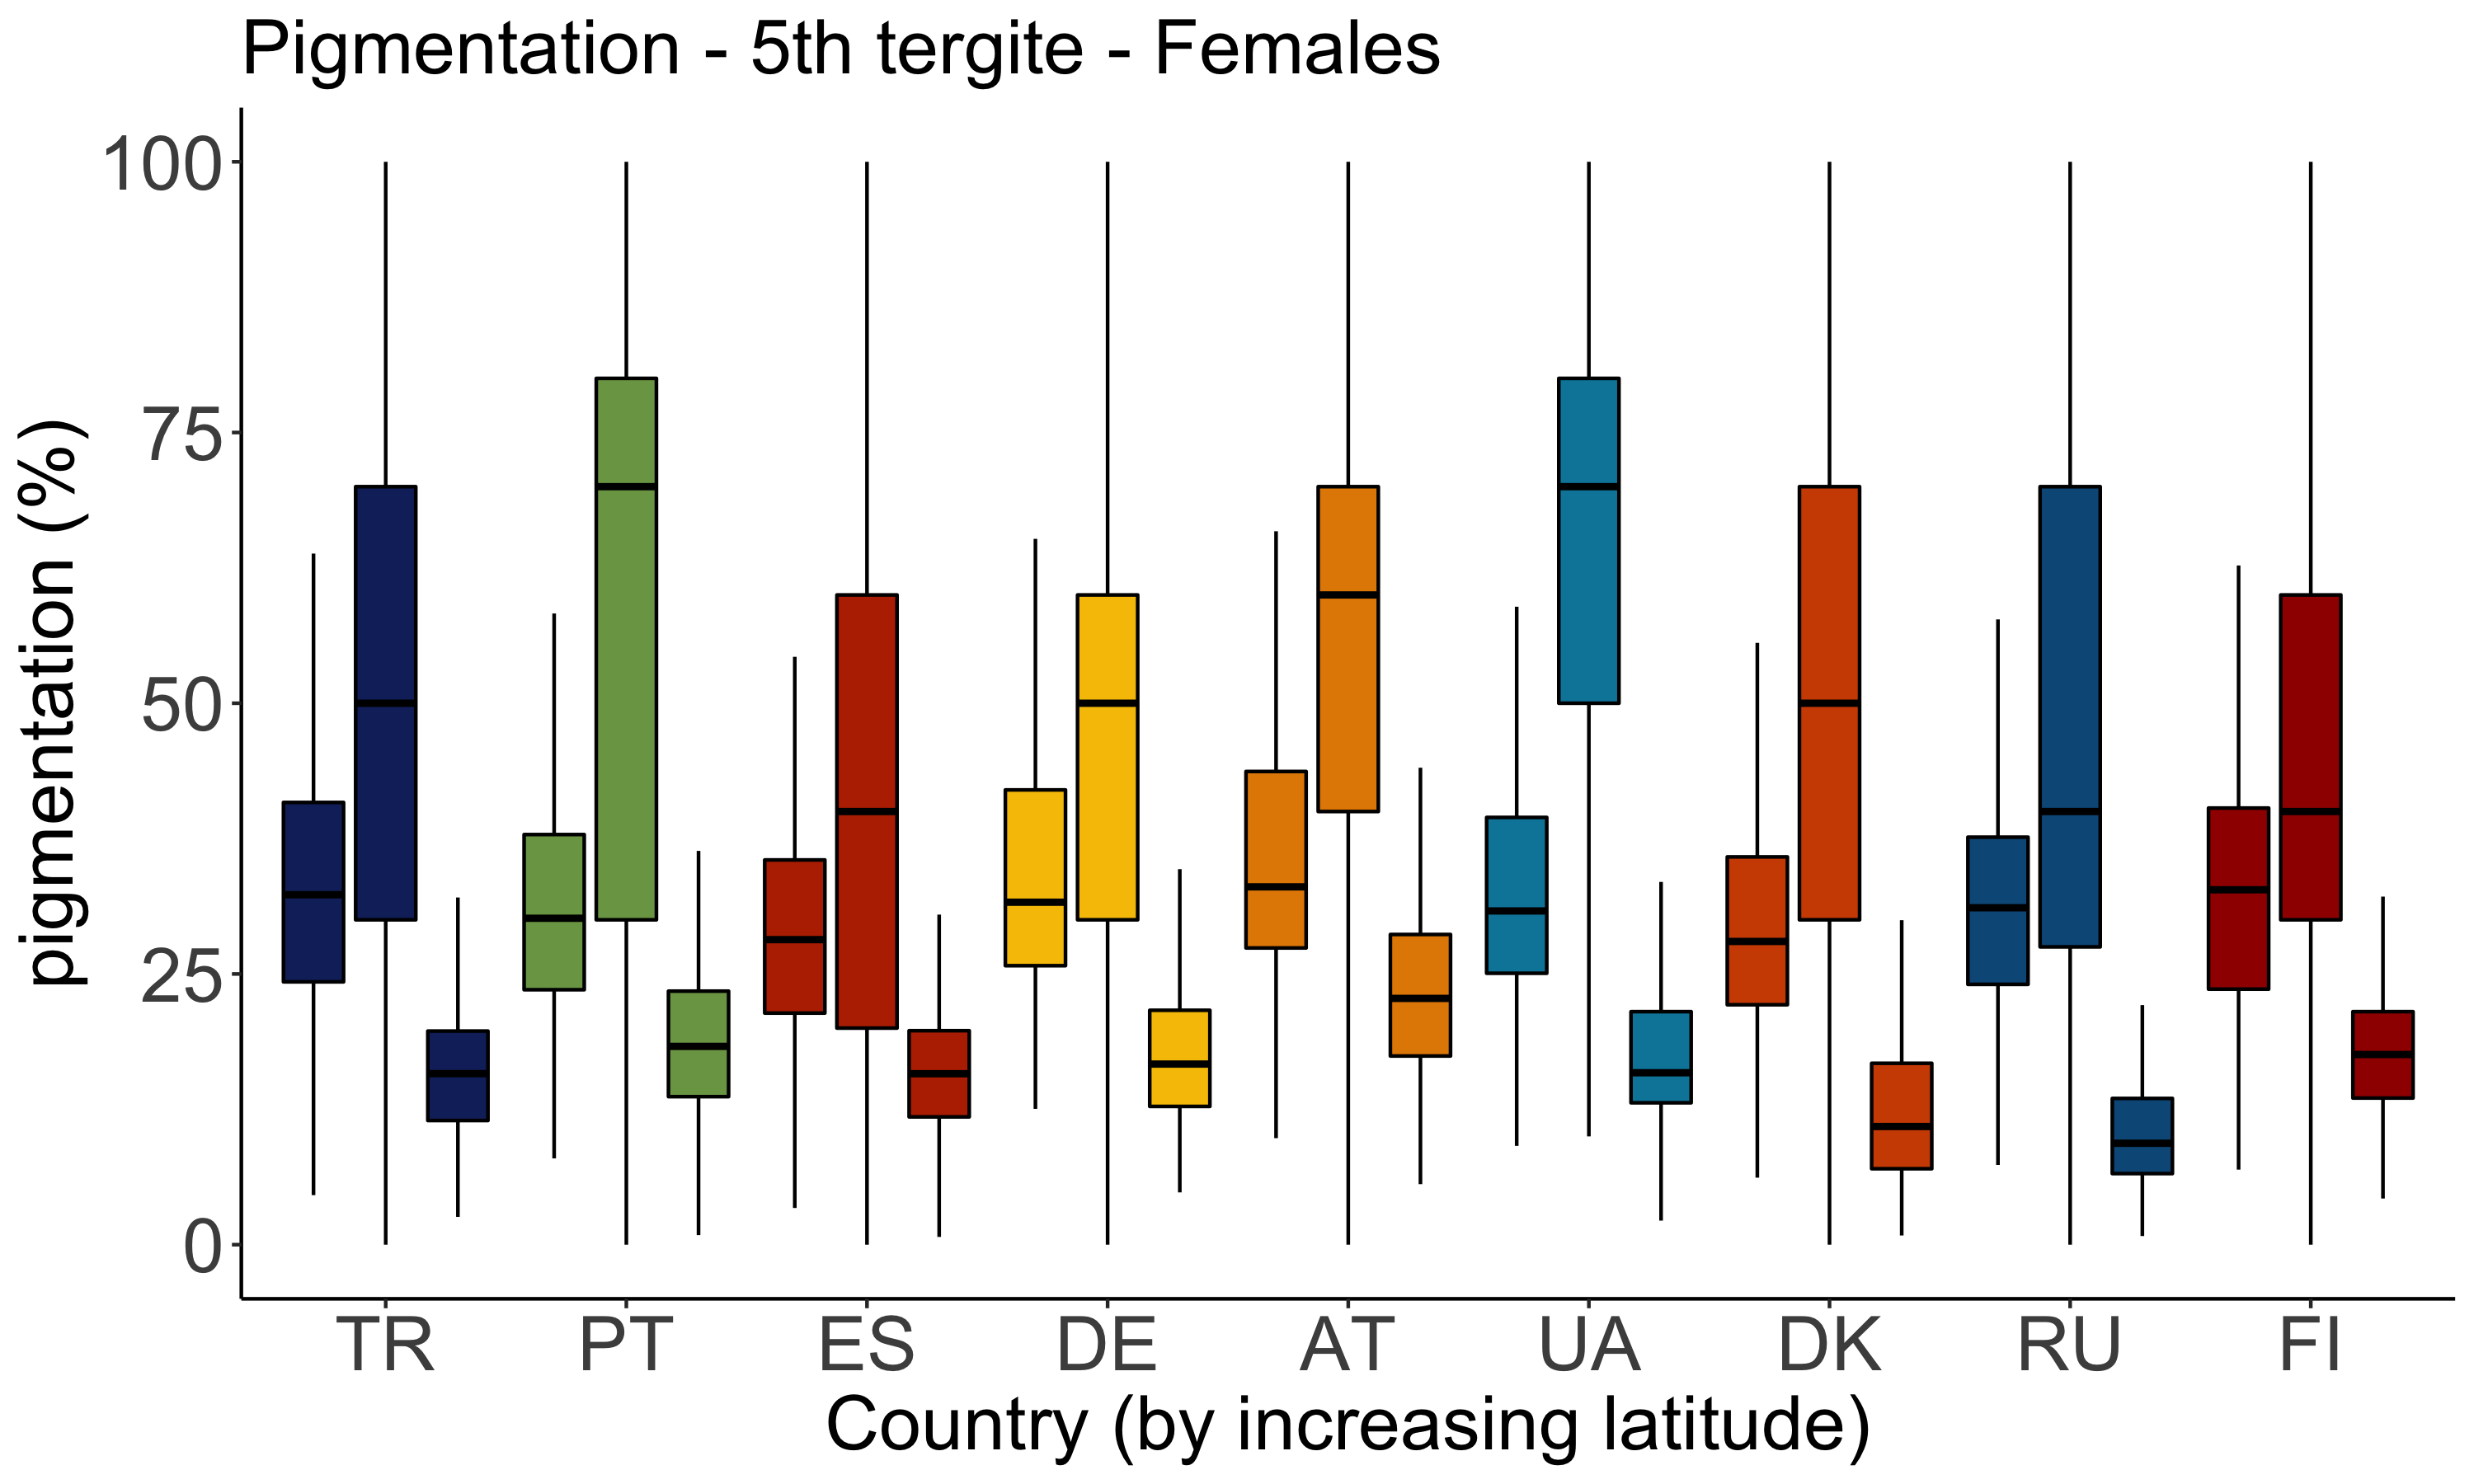 Pigmentation - 5th tergite - Females
pigmentation (%)
100
75
50
25
0
TR PT ES DE AT UA DK RU FI
Country (by increasing latitude)